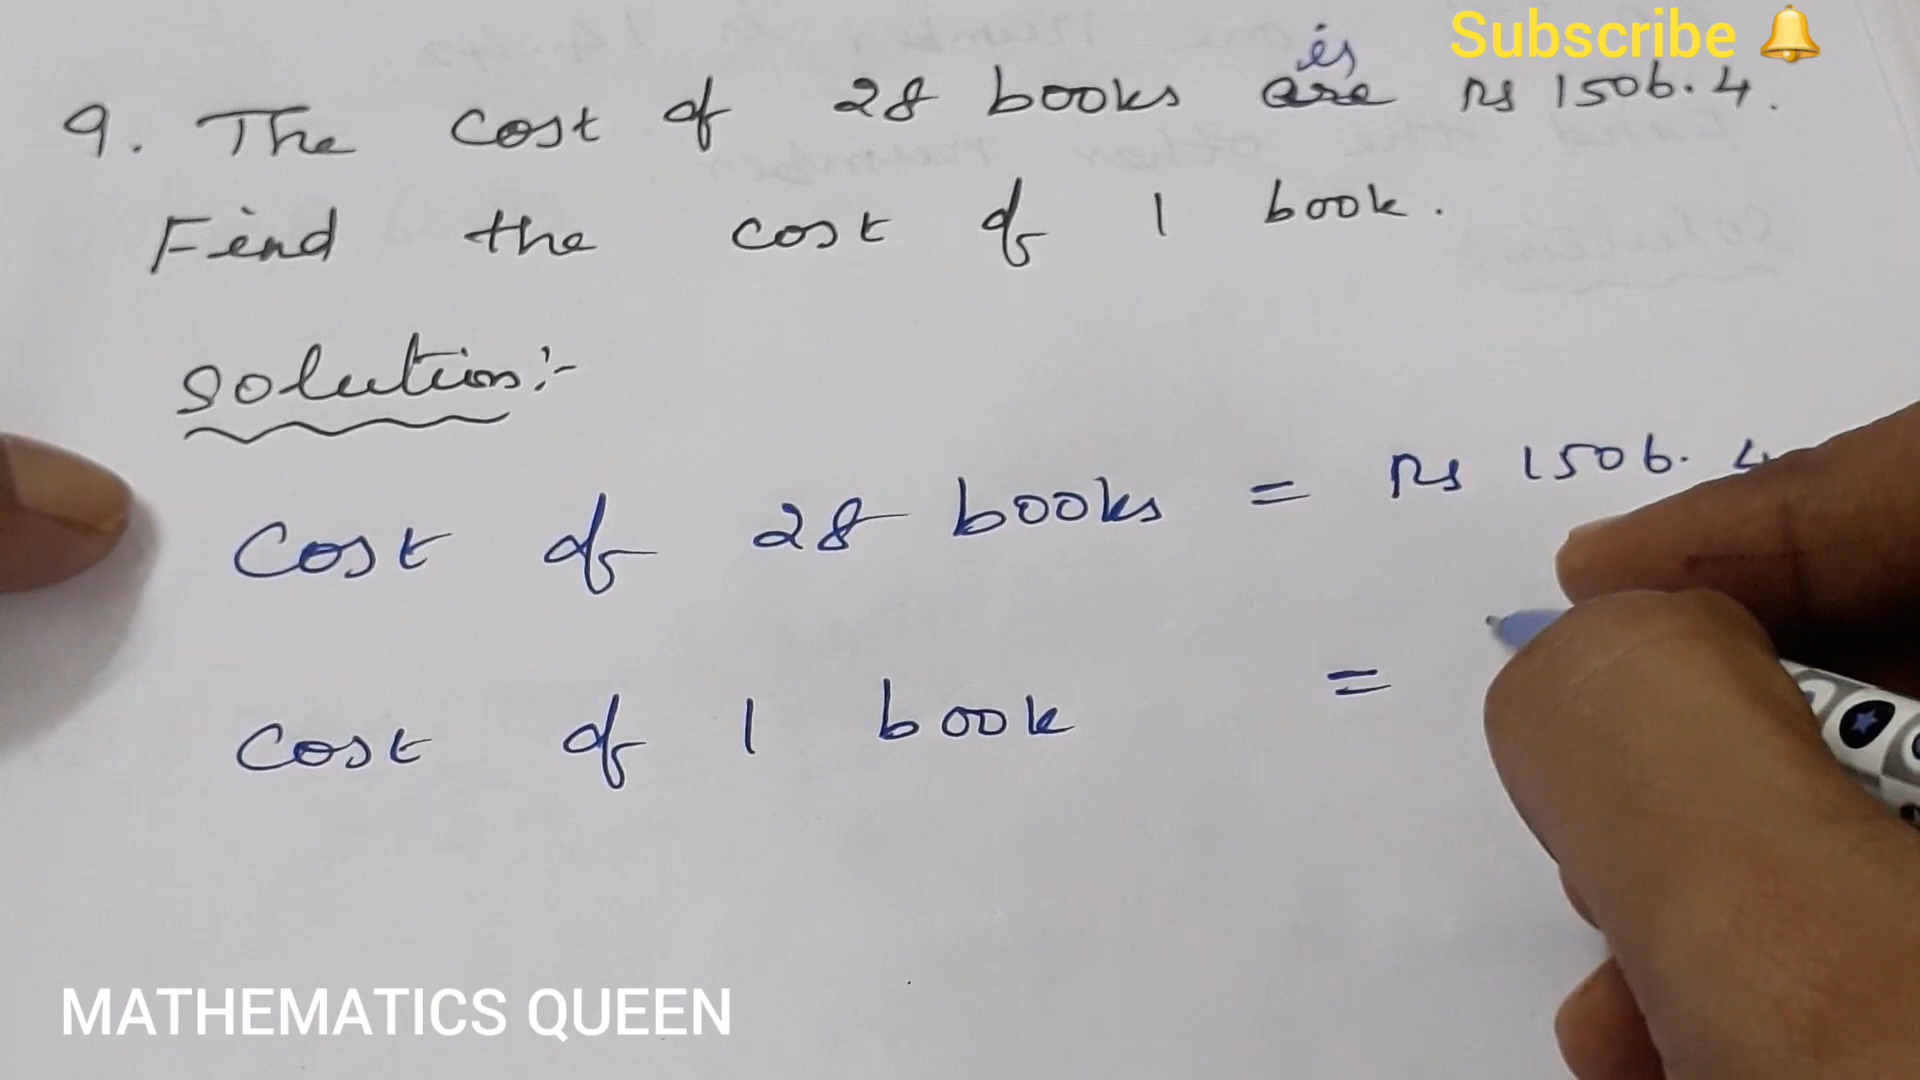 Subscribe 🔔
is
9. The cost of 28 books are Rs 1506.4.
Find the cost of 1 book.
Solution:-
Cost of 28 books = Rs 1506.4
Cost of 1 book =
MATHEMATICS QUEEN